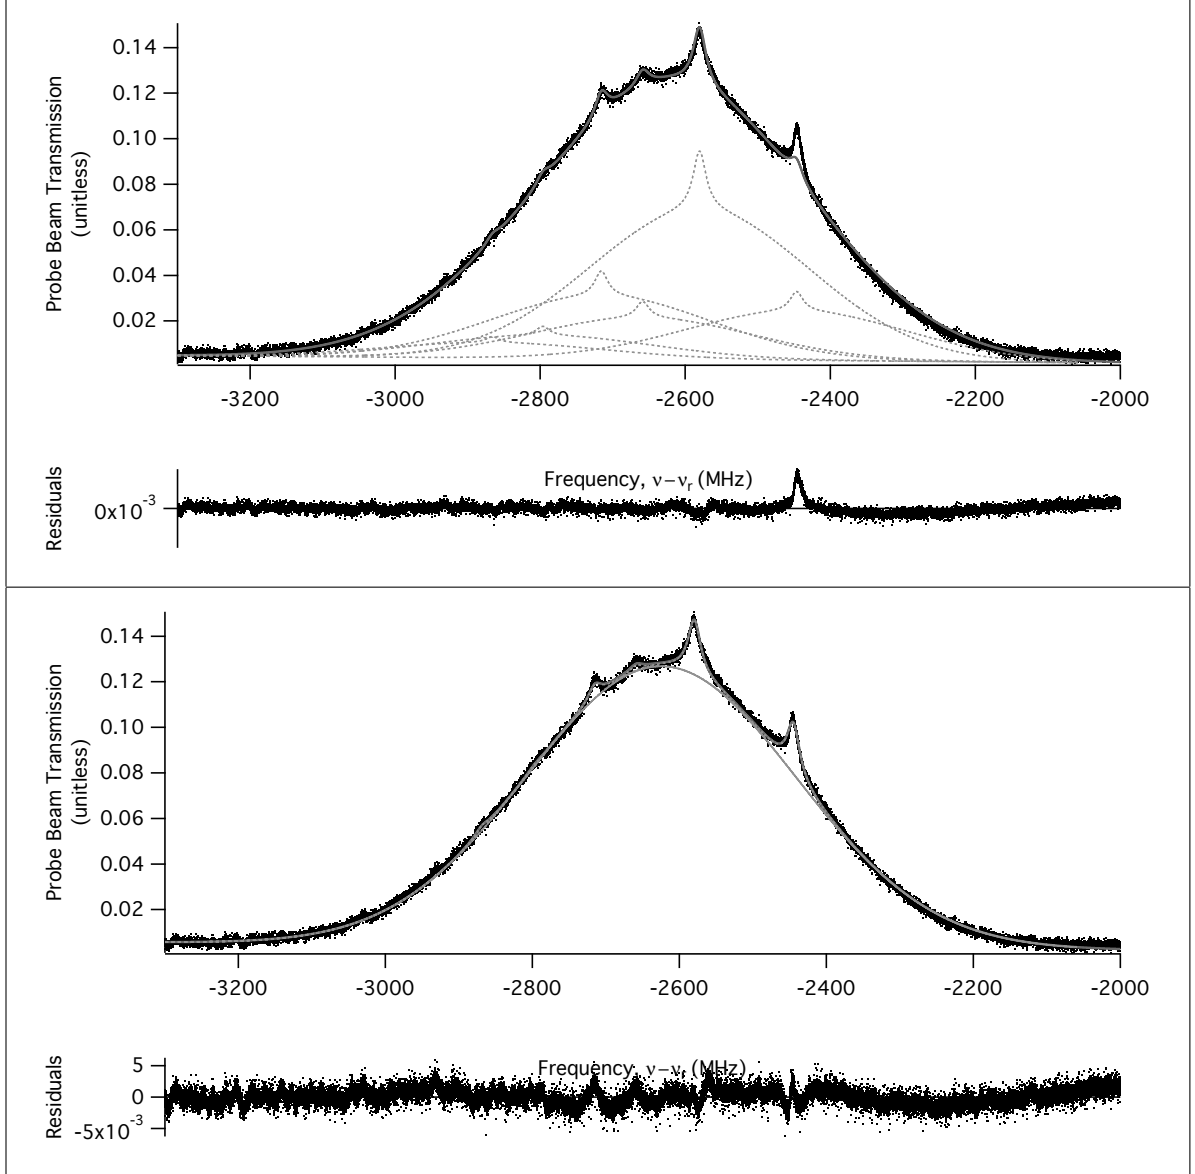 0.14
0.12
0.10
0.08
0.06
0.04
0.02
Probe Beam Transmission
(unitless)
-3200 -3000 -2800 -2600 -2400 -2200 -2000
Frequency, ν−νr (MHz)
Residuals
0x10-3
0.14
0.12
0.10
0.08
0.06
0.04
0.02
Probe Beam Transmission
(unitless)
-3200 -3000 -2800 -2600 -2400 -2200 -2000
Frequency, ν−νr (MHz)
Residuals
5
0
-5x10-3